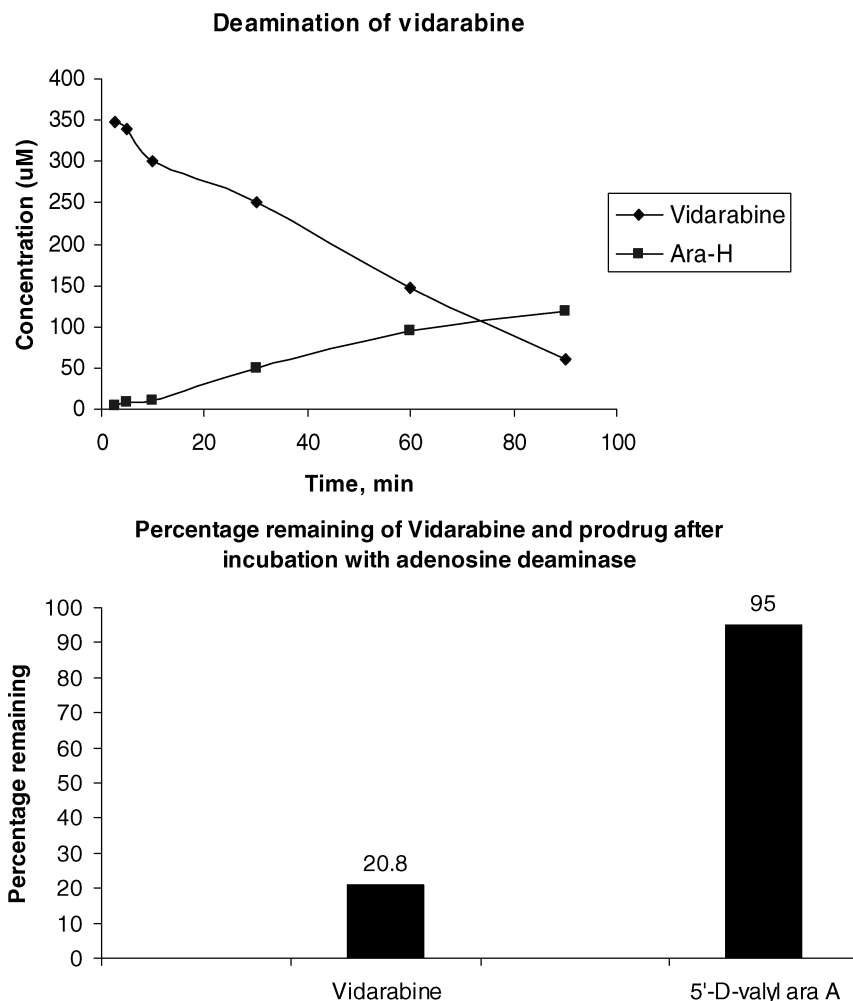 Deamination of vidarabine
400
350
300
250
200
150
100
50
0
Concentration (uM)
0 20 40 60 80 100
Time, min
Vidarabine
Ara-H
Percentage remaining of Vidarabine and prodrug after
incubation with adenosine deaminase
100
90
80
70
60
50
40
30
20
10
0
Percentage remaining
20.8
95
Vidarabine
5'-D-valyl ara A